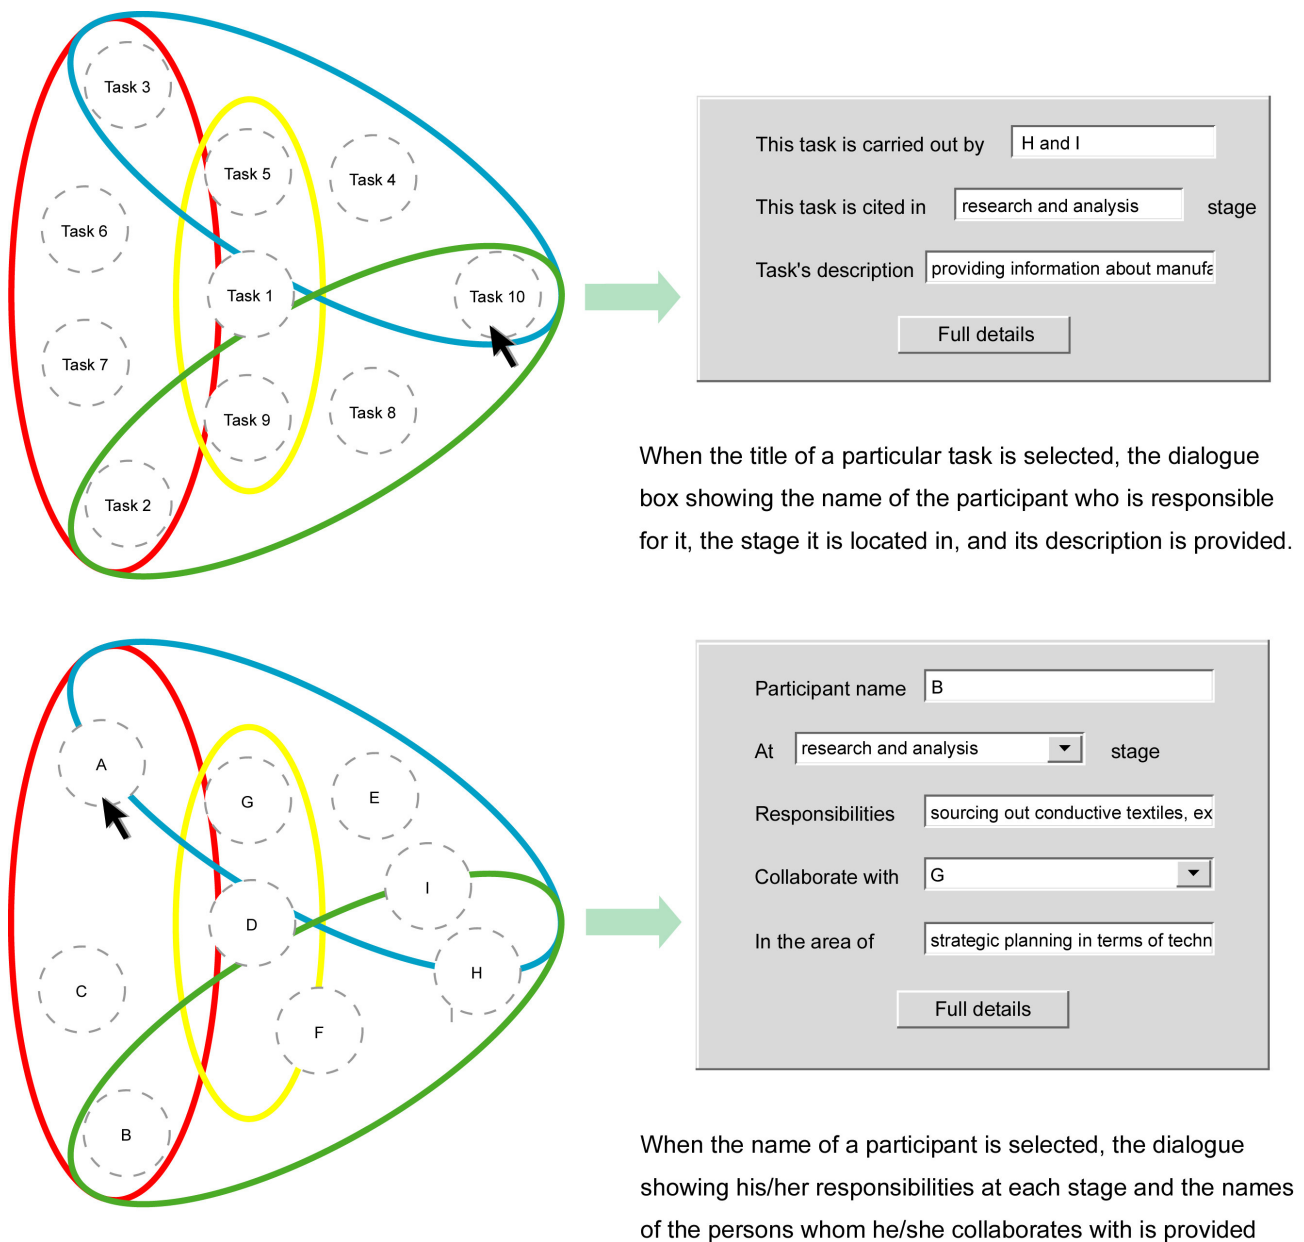 Task 3
Task 5
Task 4
Task 6
Task 1
Task 10
Task 7
Task 9
Task 8
Task 2
This task is carried out by H and I
This task is cited in research and analysis stage
Task's description providing information about manufa
Full details
When the title of a particular task is selected, the dialogue
box showing the name of the participant who is responsible
for it, the stage it is located in, and its description is provided.
A
G
E
I
D
H
C
F
B
Participant name B
At research and analysis stage
Responsibilities sourcing out conductive textiles, ex
Collaborate with G
In the area of strategic planning in terms of techn
Full details
When the name of a participant is selected, the dialogue
showing his/her responsibilities at each stage and the names
of the persons whom he/she collaborates with is provided